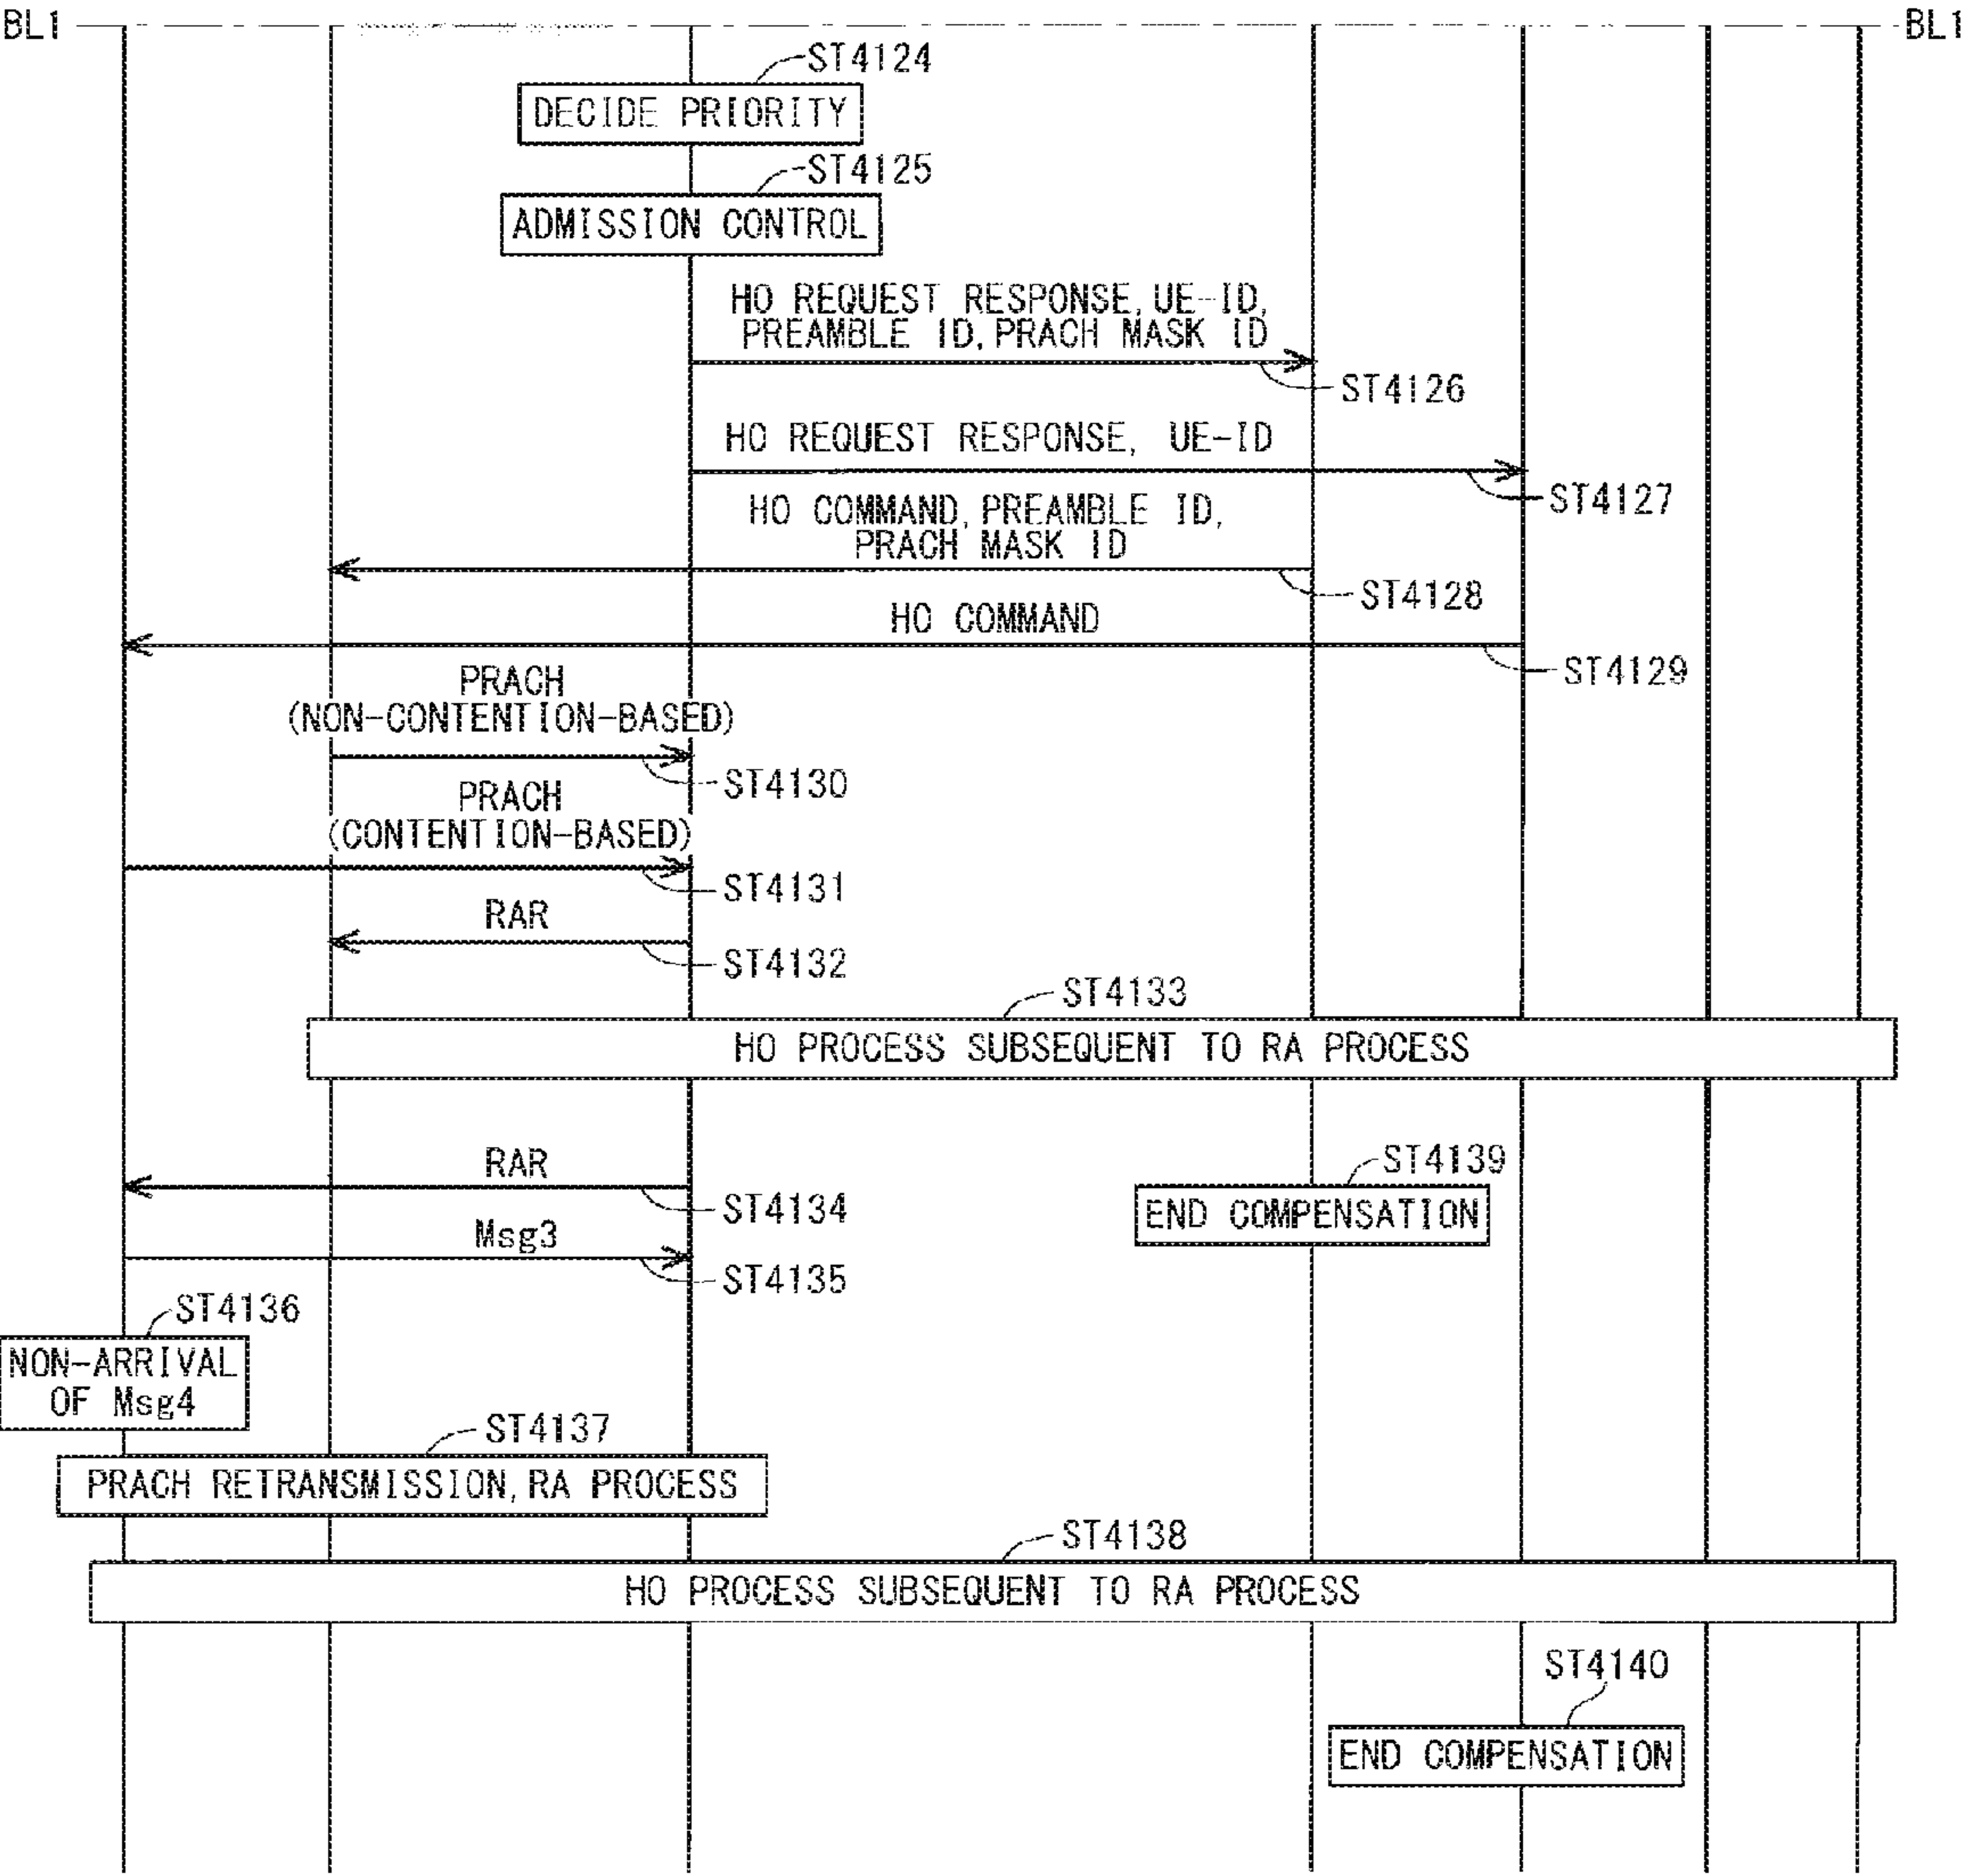 BL1
BL1
ST4124
DECIDE PRIORITY
ST4125
ADMISSION CONTROL
HO REQUEST RESPONSE, UE-ID,
PREAMBLE ID, PRACH MASK ID
ST4126
HO REQUEST RESPONSE, UE-ID
ST4127
HO COMMAND, PREAMBLE ID,
PRACH MASK ID
ST4128
HO COMMAND
ST4129
PRACH
(NON-CONTENTION-BASED)
ST4130
PRACH
(CONTENTION-BASED)
ST4131
RAR
ST4132
ST4133
HO PROCESS SUBSEQUENT TO RA PROCESS
RAR
ST4134
ST4139
END COMPENSATION
Msg3
ST4135
ST4136
NON-ARRIVAL
OF Msg4
ST4137
PRACH RETRANSMISSION, RA PROCESS
ST4138
HO PROCESS SUBSEQUENT TO RA PROCESS
ST4140
END COMPENSATION